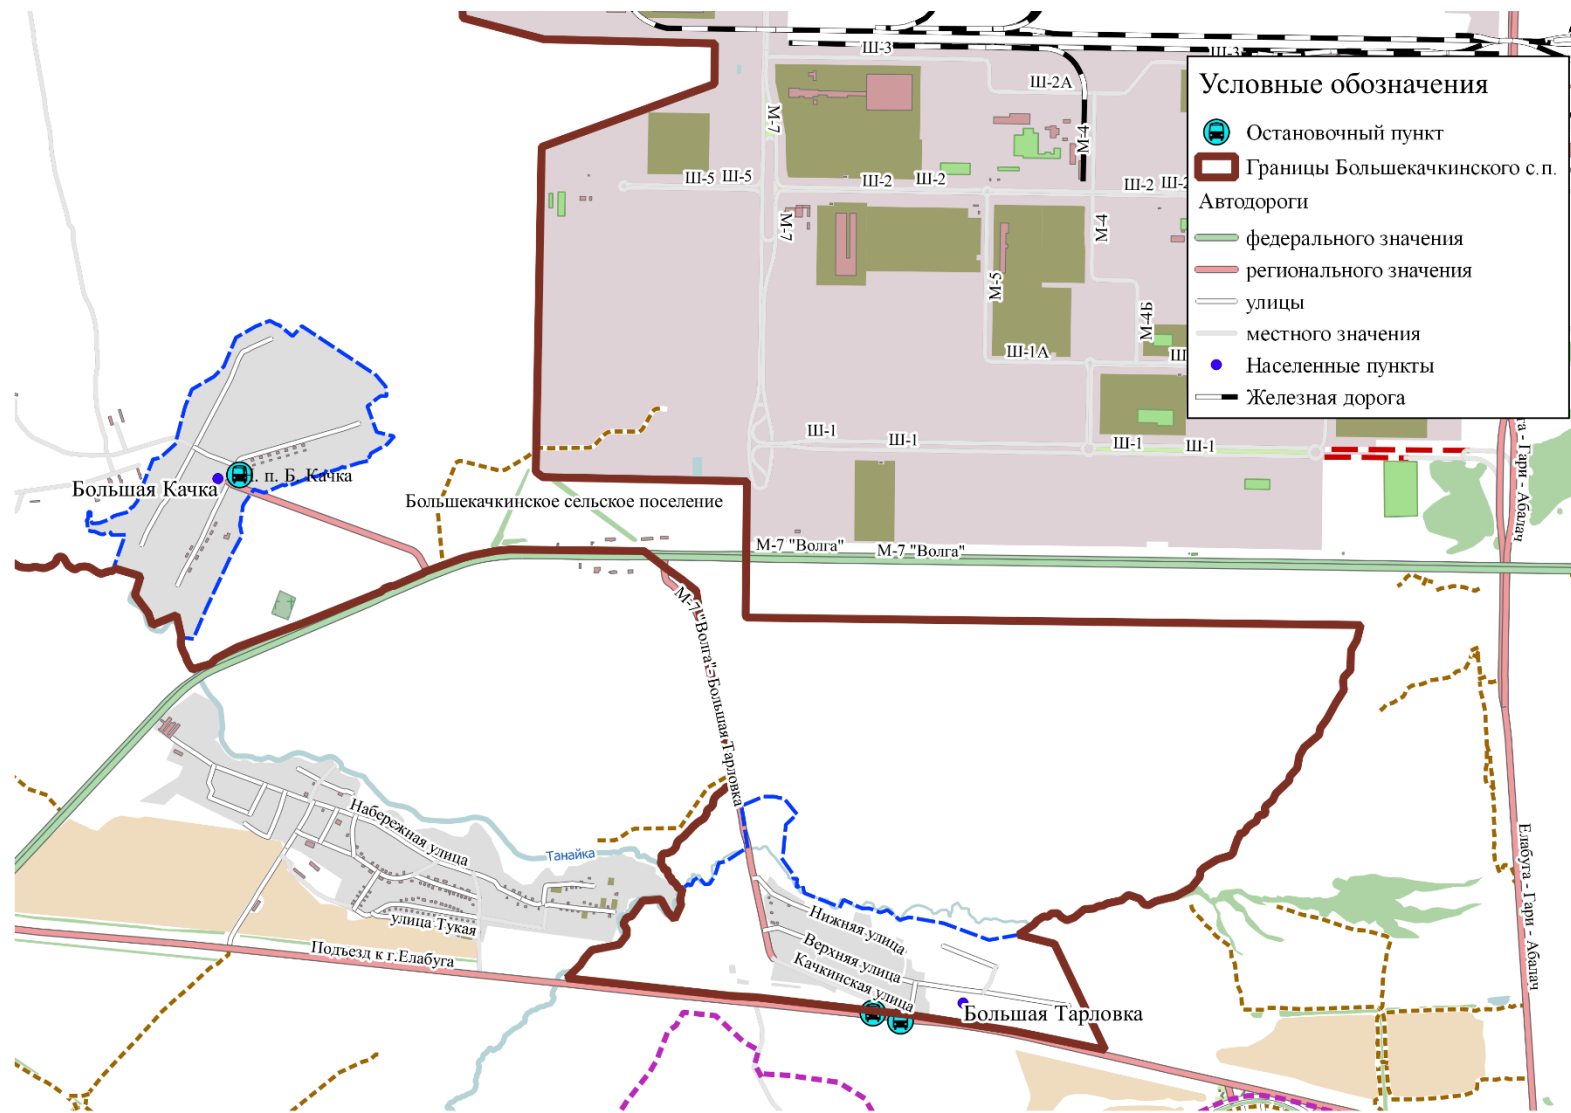 Ш-3
Ш-3
Ш-2А
Условные обозначения
Остановочный пункт
Границы Большекачкинского с.п.
Автодороги
федерального значения
регионального значения
улицы
местного значения
Населенные пункты
Железная дорога
М-7
М-4
Ш-5
Ш-5
Ш-2
Ш-2
Ш-2
М-7
М-4
М-5
М-4Б
Ш-1А
Ш-1
Ш-1
Ш-1
Ш-1
п. Б. Качка
Большая Качка
Большекачкинское сельское поселение
М-7 "Волга"
М-7 "Волга"
Гари - Абалач
М-7 "Волга"-Большая Тарловка
Набережная улица
Танайка
улица Тукая
Подъезд к г.Елабуга
Нижняя улица
Верхняя улица
Качкинская улица
Большая Тарловка
Елабуга - Гари - Абалач